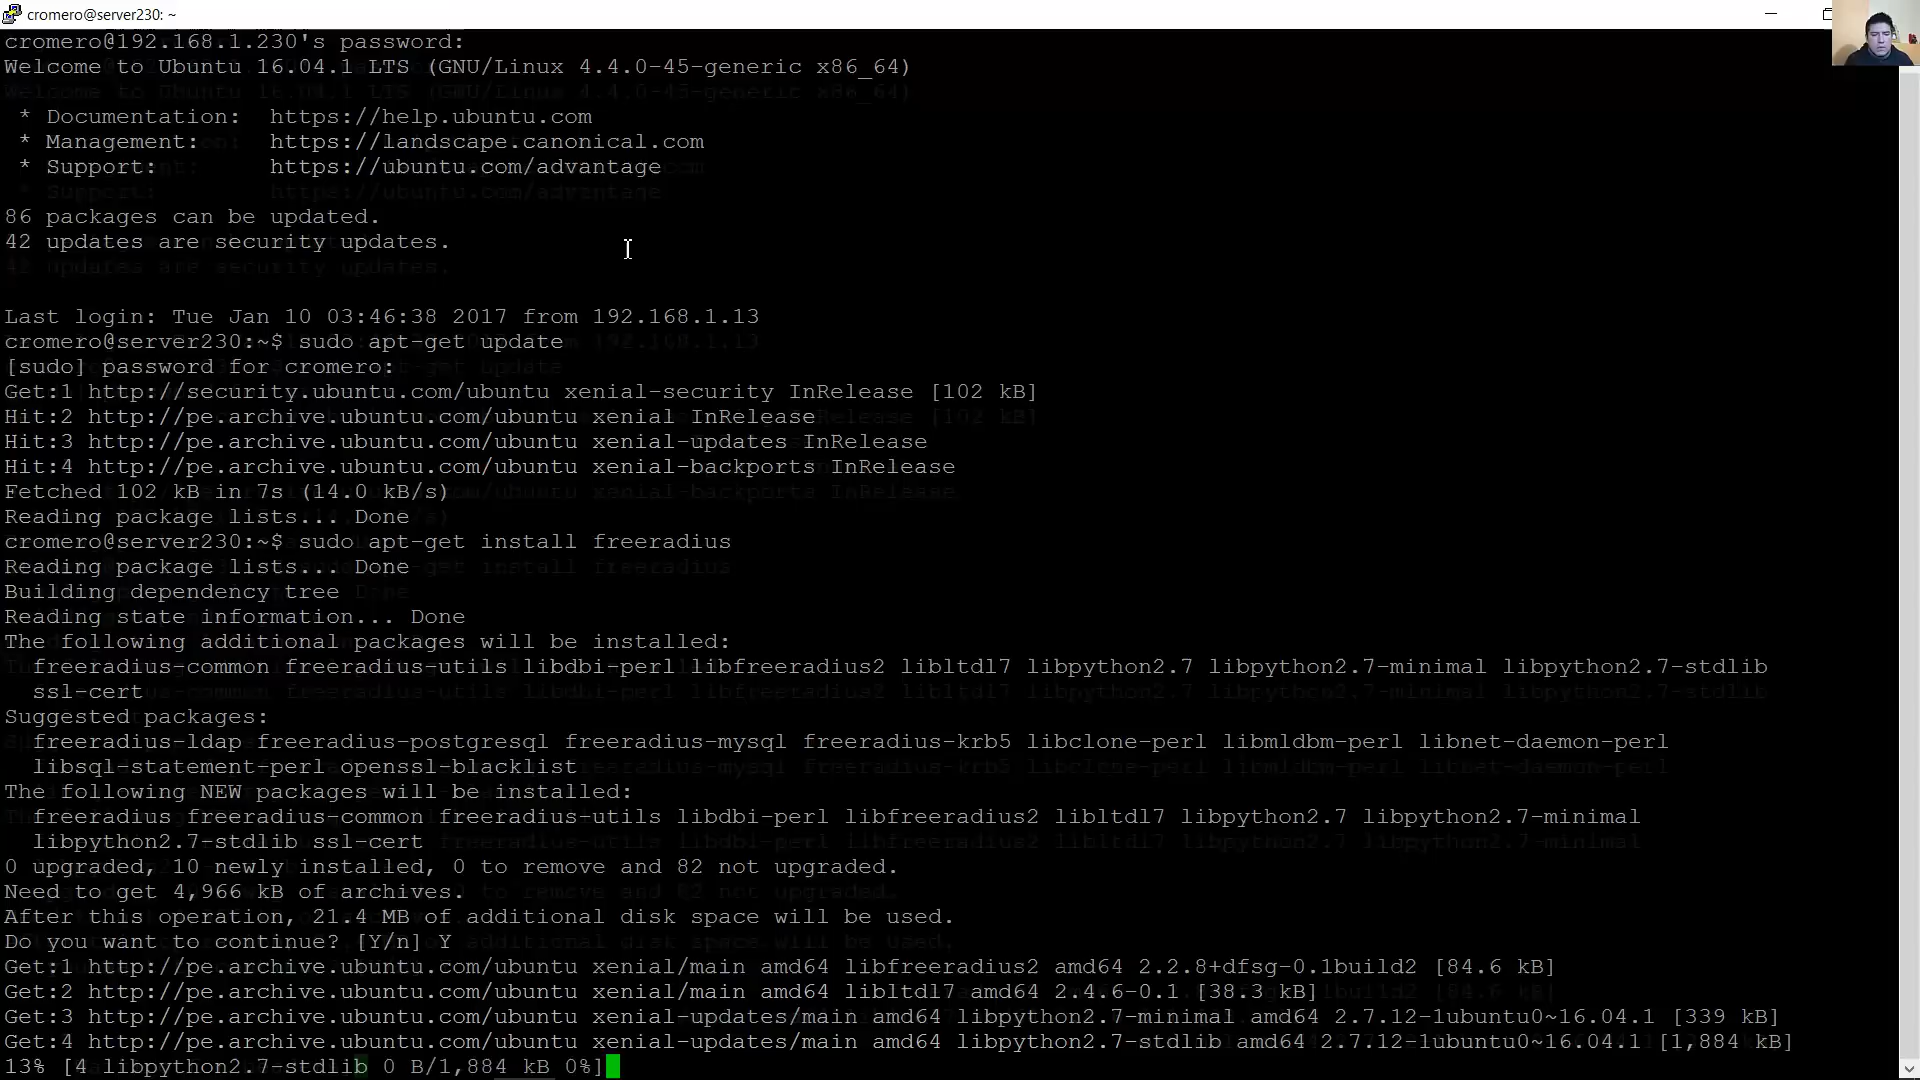 cromero@server230: ~
cromero@192.168.1.230's password:
Welcome to Ubuntu 16.04.1 LTS (GNU/Linux 4.4.0-45-generic x86_64)
* Documentation:  https://help.ubuntu.com
* Management:     https://landscape.canonical.com
* Support:        https://ubuntu.com/advantage
86 packages can be updated.
42 updates are security updates.
Last login: Tue Jan 10 03:46:38 2017 from 192.168.1.13
cromero@server230:~$ sudo apt-get update
[sudo] password for cromero:
Get:1 http://security.ubuntu.com/ubuntu xenial-security InRelease [102 kB]
Hit:2 http://pe.archive.ubuntu.com/ubuntu xenial InRelease
Hit:3 http://pe.archive.ubuntu.com/ubuntu xenial-updates InRelease
Hit:4 http://pe.archive.ubuntu.com/ubuntu xenial-backports InRelease
Fetched 102 kB in 7s (14.0 kB/s)
Reading package lists... Done
cromero@server230:~$ sudo apt-get install freeradius
Reading package lists... Done
Building dependency tree
Reading state information... Done
The following additional packages will be installed:
freeradius-common freeradius-utils libdbi-perl libfreeradius2 libltdl7 libpython2.7 libpython2.7-minimal libpython2.7-stdlib
ssl-cert
Suggested packages:
freeradius-ldap freeradius-postgresql freeradius-mysql freeradius-krb5 libclone-perl libmldbm-perl libnet-daemon-perl
libsql-statement-perl openssl-blacklist
The following NEW packages will be installed:
freeradius freeradius-common freeradius-utils libdbi-perl libfreeradius2 libltdl7 libpython2.7 libpython2.7-minimal
libpython2.7-stdlib ssl-cert
0 upgraded, 10 newly installed, 0 to remove and 82 not upgraded.
Need to get 4,966 kB of archives.
After this operation, 21.4 MB of additional disk space will be used.
Do you want to continue? [Y/n] Y
Get:1 http://pe.archive.ubuntu.com/ubuntu xenial/main amd64 libfreeradius2 amd64 2.2.8+dfsg-0.1build2 [84.6 kB]
Get:2 http://pe.archive.ubuntu.com/ubuntu xenial/main amd64 libltdl7 amd64 2.4.6-0.1 [38.3 kB]
Get:3 http://pe.archive.ubuntu.com/ubuntu xenial-updates/main amd64 libpython2.7-minimal amd64 2.7.12-1ubuntu0~16.04.1 [339 kB]
Get:4 http://pe.archive.ubuntu.com/ubuntu xenial-updates/main amd64 libpython2.7-stdlib amd64 2.7.12-1ubuntu0~16.04.1 [1,884 kB]
13% [4 libpython2.7-stdlib 0 B/1,884 kB 0%]